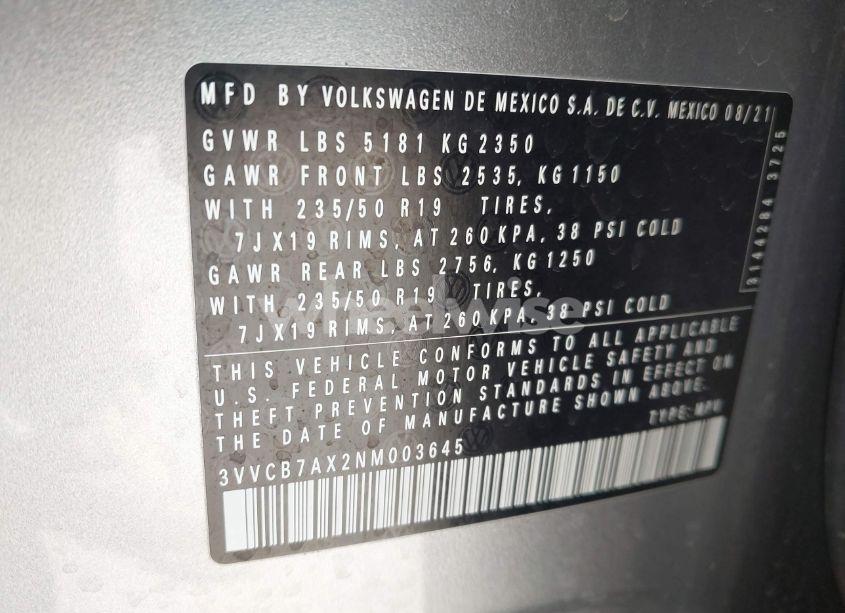 MFD BY VOLKSWAGEN DE MEXICO S.A. DE C.V. MEXICO 08/21
GVWR LBS 5181 KG 2350
GAWR FRONT LBS 2535, KG 1150
WITH 235/50 R19 TIRES,
7JX19 RIMS, AT 260 KPA, 38 PSI COLD
GAWR REAR LBS 2756, KG 1250
WITH 235/50 R19 TIRES,
7JX19 RIMS, AT 260 KPA, 38 PSI COLD
THIS VEHICLE CONFORMS TO ALL APPLICABLE
U.S. FEDERAL MOTOR VEHICLE SAFETY AND
THEFT PREVENTION STANDARDS IN EFFECT ON
THE DATE OF MANUFACTURE SHOWN ABOVE.
TYPE: MPV
3VVCB7AX2NM003645
3144284 3725
wheelwise